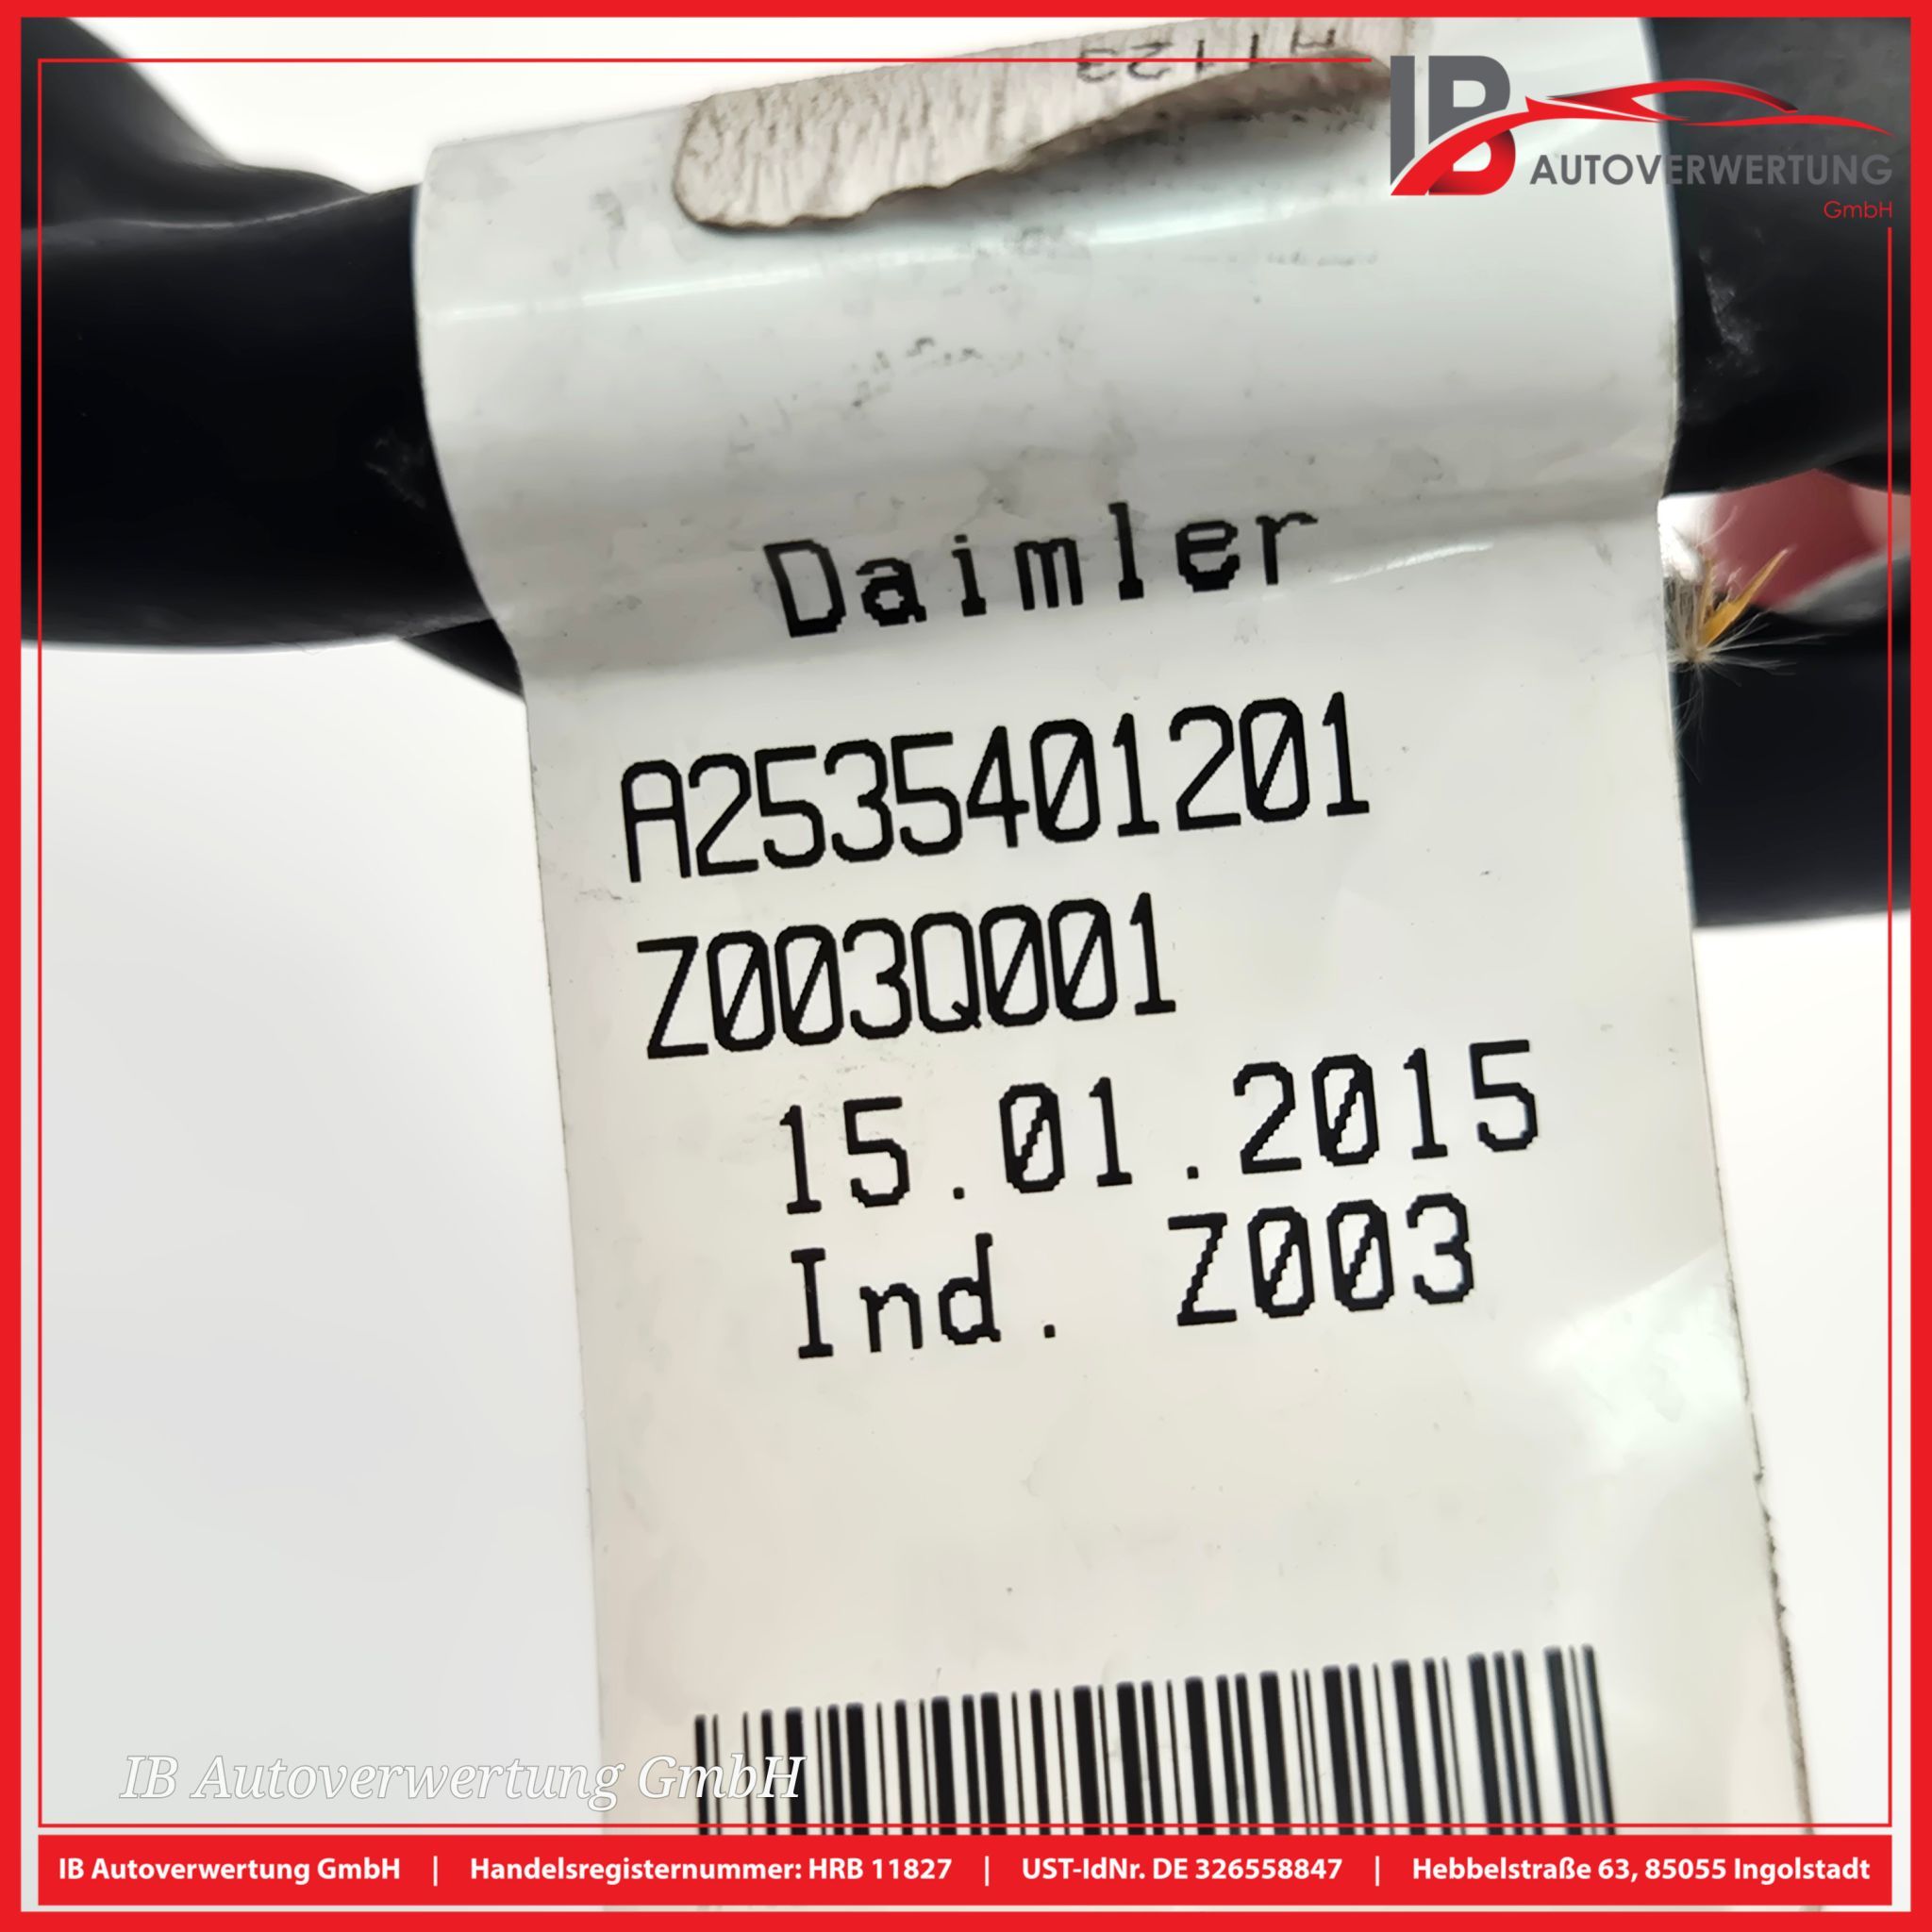 IB
AUTOVERWERTUNG
GmbH
Daimler
A2535401201
Z003Q001
15.01.2015
Ind. Z003
IB Autoverwertung GmbH
IB Autoverwertung GmbH | Handelsregisternummer: HRB 11827 | UST-IdNr. DE 326558847 | Hebbelstraße 63, 85055 Ingolstadt